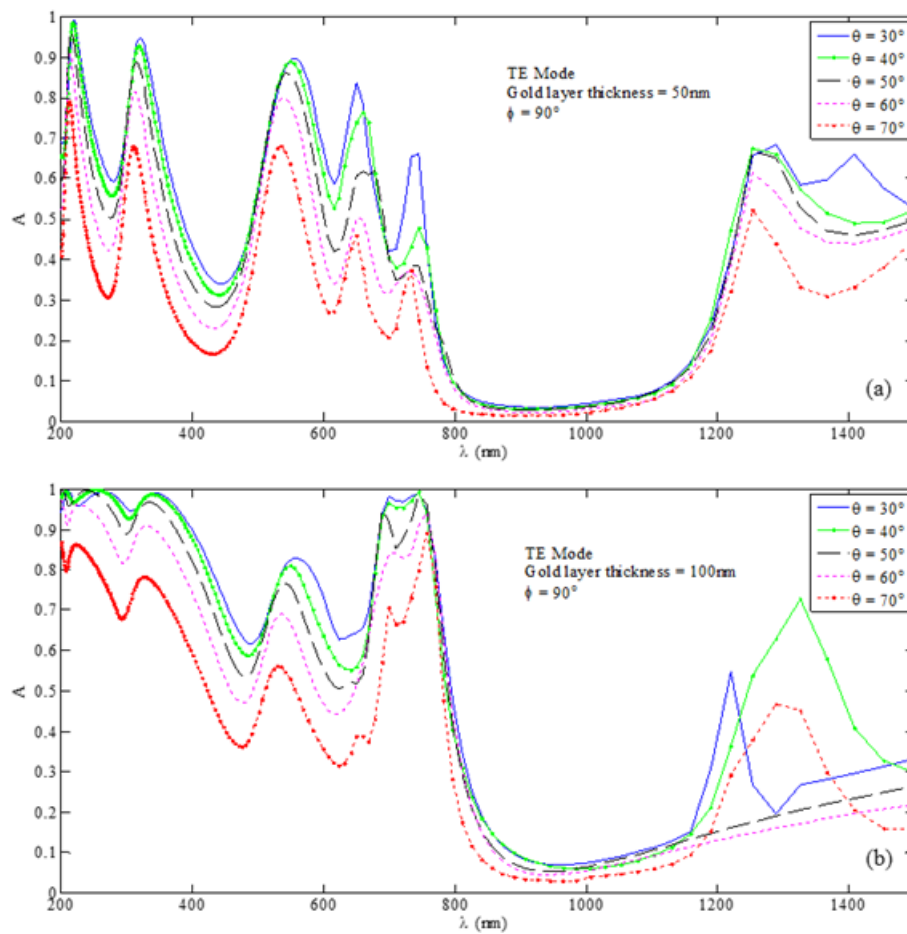 1
0.9
0.8
0.7
0.6
0.5
0.4
0.3
0.2
0.1
0
A
TE Mode
Gold layer thickness = 50nm
ϕ = 90°
θ = 30°
θ = 40°
θ = 50°
θ = 60°
θ = 70°
(a)
200 400 600 800 1000 1200 1400
λ (nm)
1
0.9
0.8
0.7
0.6
0.5
0.4
0.3
0.2
0.1
0
A
TE Mode
Gold layer thickness = 100nm
ϕ = 90°
θ = 30°
θ = 40°
θ = 50°
θ = 60°
θ = 70°
(b)
200 400 600 800 1000 1200 1400
λ (nm)